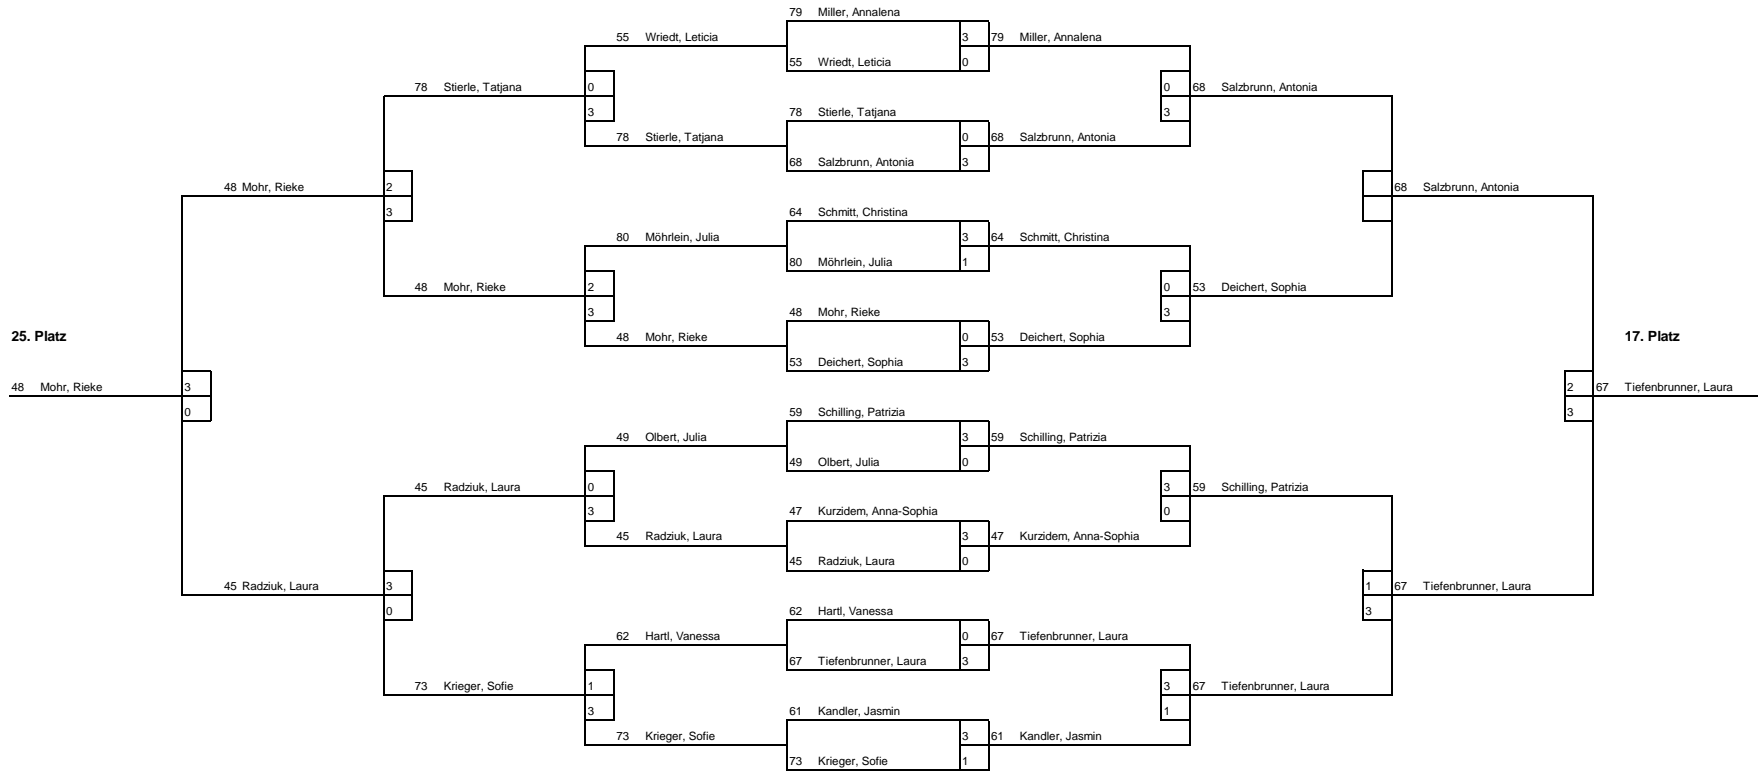 79 Miller, Annalena
55 Wriedt, Leticia 3 79 Miller, Annalena
55 Wriedt, Leticia 0
78 Stierle, Tatjana 0 0 68 Salzbrunn, Antonia
3 78 Stierle, Tatjana 3
78 Stierle, Tatjana 0 68 Salzbrunn, Antonia
68 Salzbrunn, Antonia 3
48 Mohr, Rieke 2 68 Salzbrunn, Antonia
3 64 Schmitt, Christina
80 Möhrlein, Julia 3 64 Schmitt, Christina
80 Möhrlein, Julia 1
48 Mohr, Rieke 2 0 53 Deichert, Sophia
3 48 Mohr, Rieke 3
25. Platz 48 Mohr, Rieke 0 53 Deichert, Sophia 17. Platz
53 Deichert, Sophia 3
48 Mohr, Rieke 3 2 67 Tiefenbrunner, Laura
0 59 Schilling, Patrizia 3
49 Olbert, Julia 3 59 Schilling, Patrizia
49 Olbert, Julia 0
45 Radziuk, Laura 0 3 59 Schilling, Patrizia
3 47 Kurzidem, Anna-Sophia 0
45 Radziuk, Laura 3 47 Kurzidem, Anna-Sophia
45 Radziuk, Laura 0
45 Radziuk, Laura 3 1 67 Tiefenbrunner, Laura
0 62 Hartl, Vanessa 3
62 Hartl, Vanessa 0 67 Tiefenbrunner, Laura
67 Tiefenbrunner, Laura 3
73 Krieger, Sofie 1 3 67 Tiefenbrunner, Laura
3 61 Kandler, Jasmin 1
73 Krieger, Sofie 3 61 Kandler, Jasmin
73 Krieger, Sofie 1